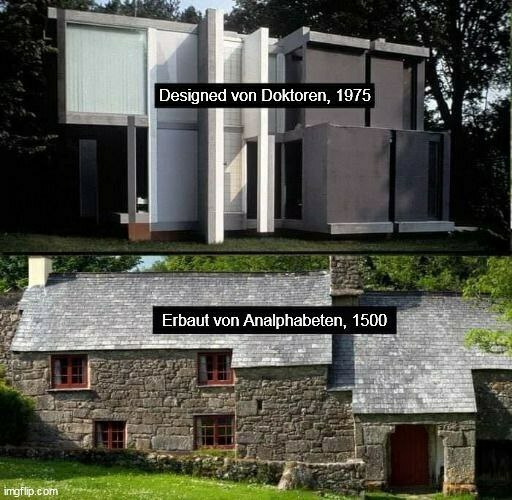 Designed von Doktoren, 1975
Erbaut von Analphabeten, 1500
imgflip.com